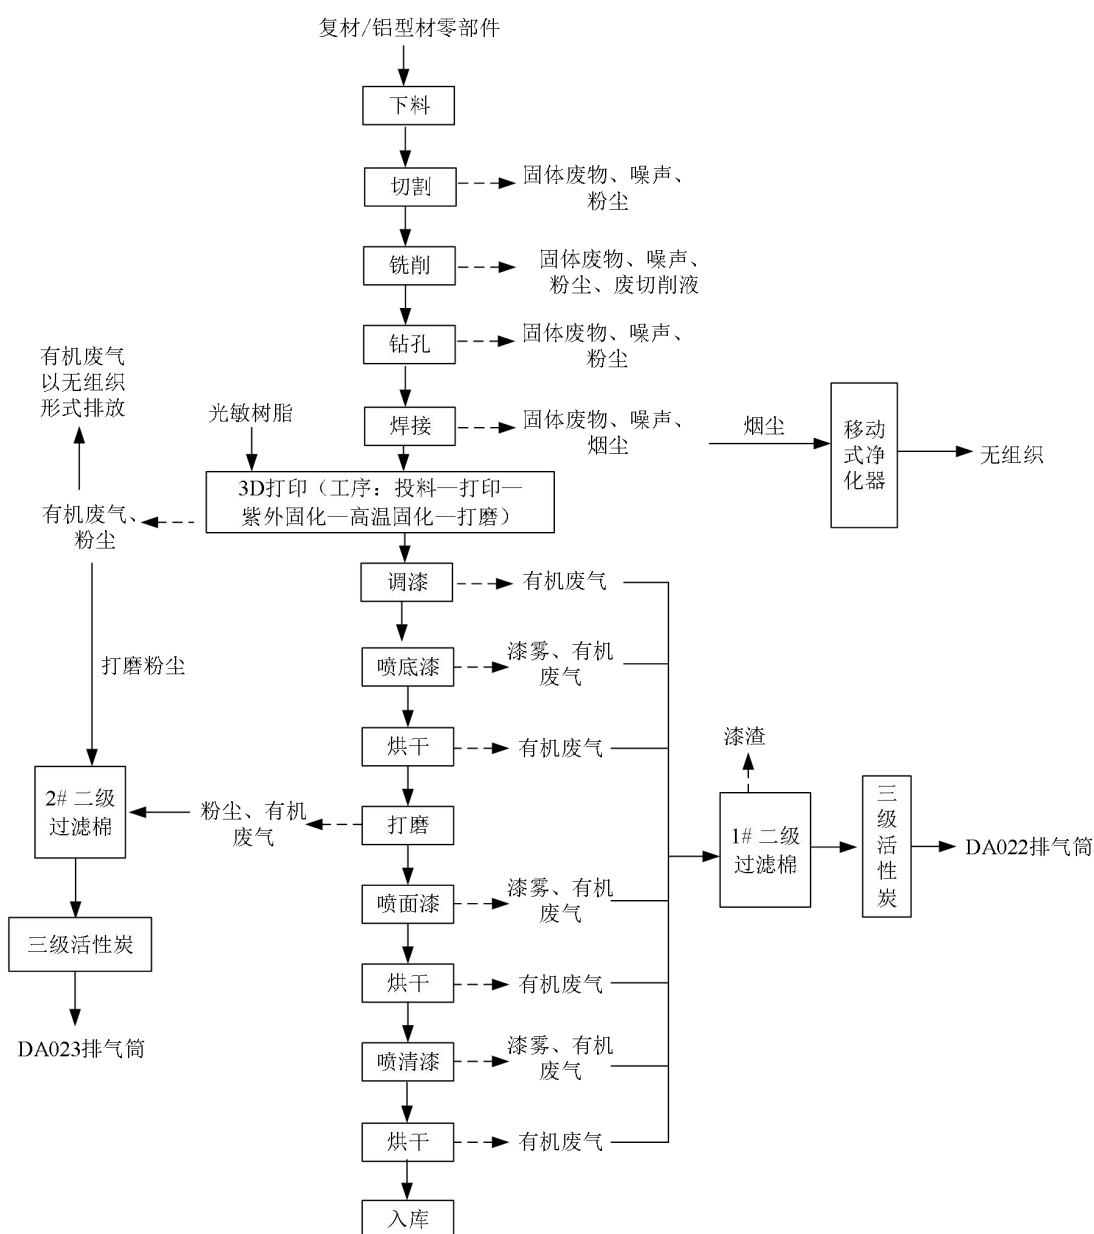 复材/铝型材零部件
下料
切割
固体废物、噪声、
粉尘
铣削
固体废物、噪声、
粉尘、废切削液
钻孔
固体废物、噪声、
粉尘
有机废气
以无组织
形式排放
光敏树脂
焊接
固体废物、噪声、
烟尘
烟尘
移动
式净
化器
无组织
3D打印（工序：投料—打印—
紫外固化—高温固化—打磨）
有机废气、
粉尘
调漆
有机废气
打磨粉尘
喷底漆
漆雾、有机
废气
烘干
有机废气
漆渣
2# 二级
过滤棉
粉尘、有机
废气
打磨
1# 二级
过滤棉
三
级
活
性
炭
DA022排气筒
喷面漆
漆雾、有机
废气
三级活性炭
烘干
有机废气
DA023排气筒
喷清漆
漆雾、有机
废气
烘干
有机废气
入库